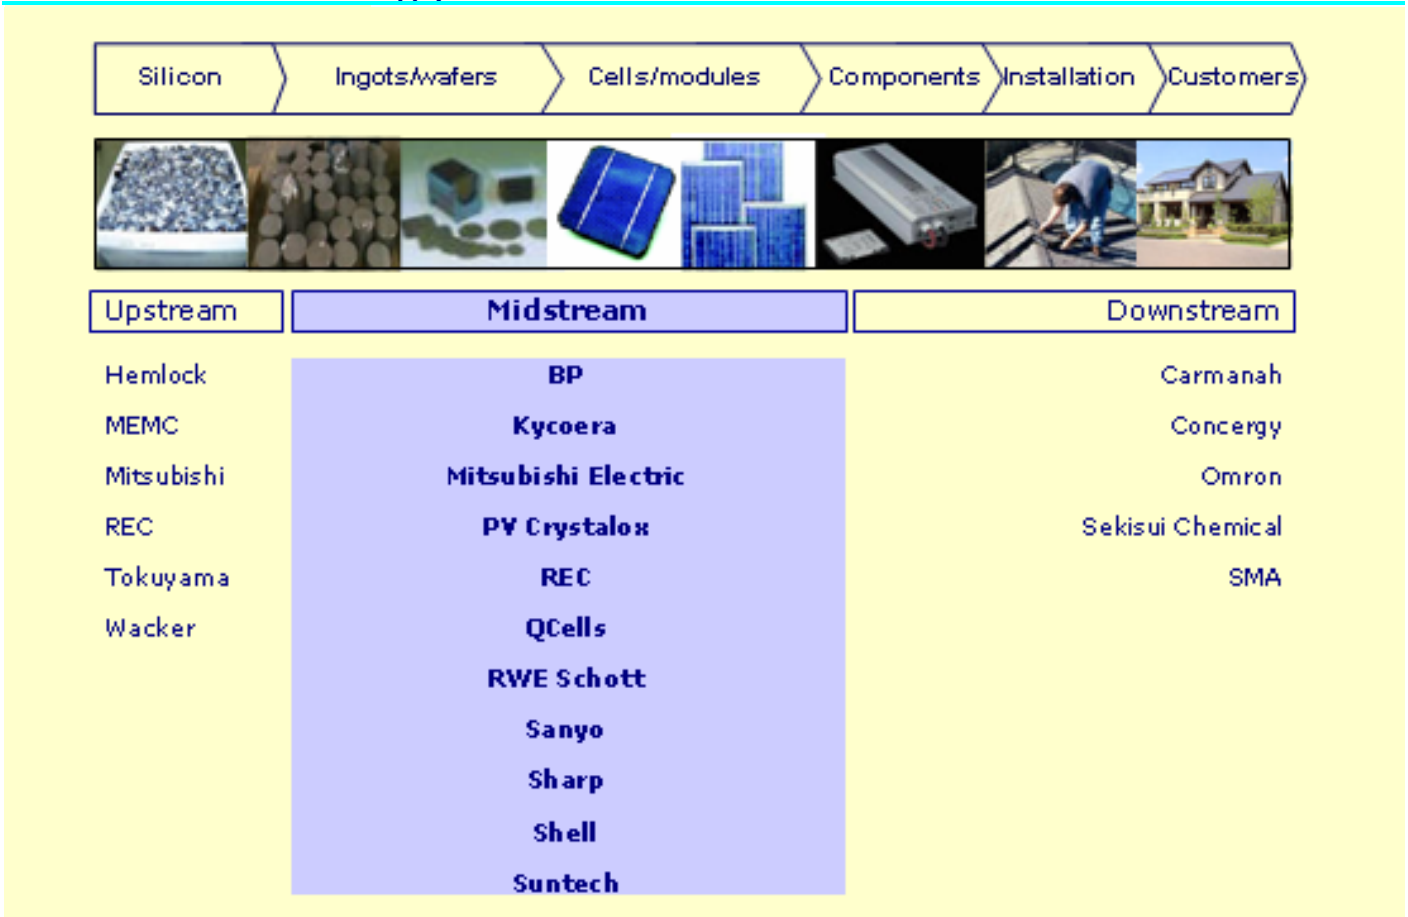 Silicon Ingots/wafers Cells/modules Components Installation Customers
Upstream Midstream Downstream
Hemlock BP Carmanah
MEMC Kycoera Concergy
Mitsubishi Mitsubishi Electric Omron
REC PV Crystalox Sekisui Chemical
Tokuyama REC SMA
Wacker QCells
RWE Schott
Sanyo
Sharp
Shell
Suntech